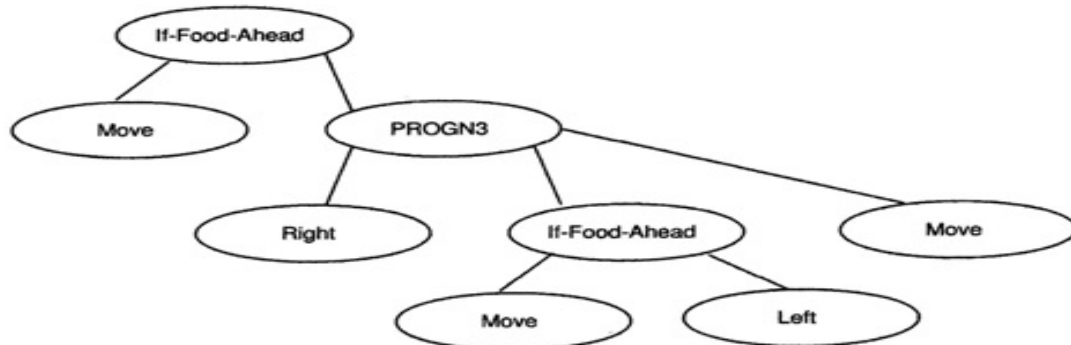 If-Food-Ahead
Move
PROGN3
Right
If-Food-Ahead
Move
Move
Left